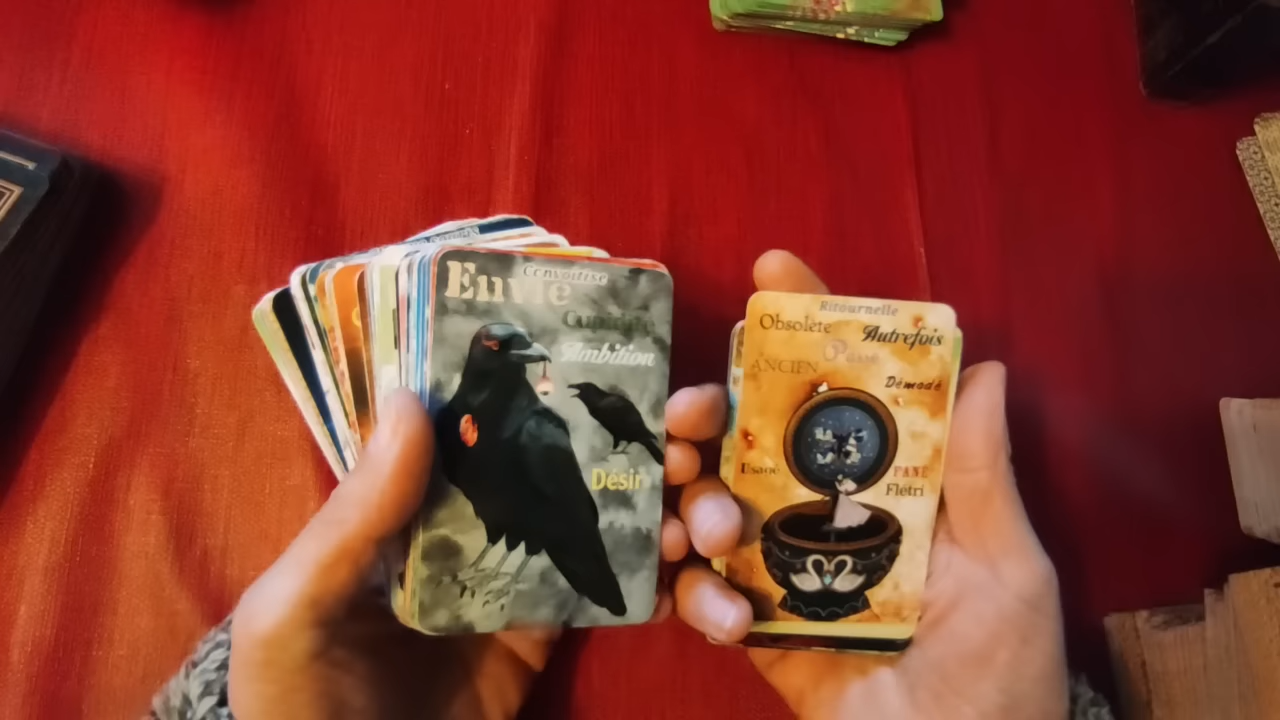 Convoitise
Envie
Cupidité
Ambition
Désir
Ritournelle
Obsolète
Autrefois
Passé
ANCIEN
Démodé
Usagé
FANÉ
Flétri